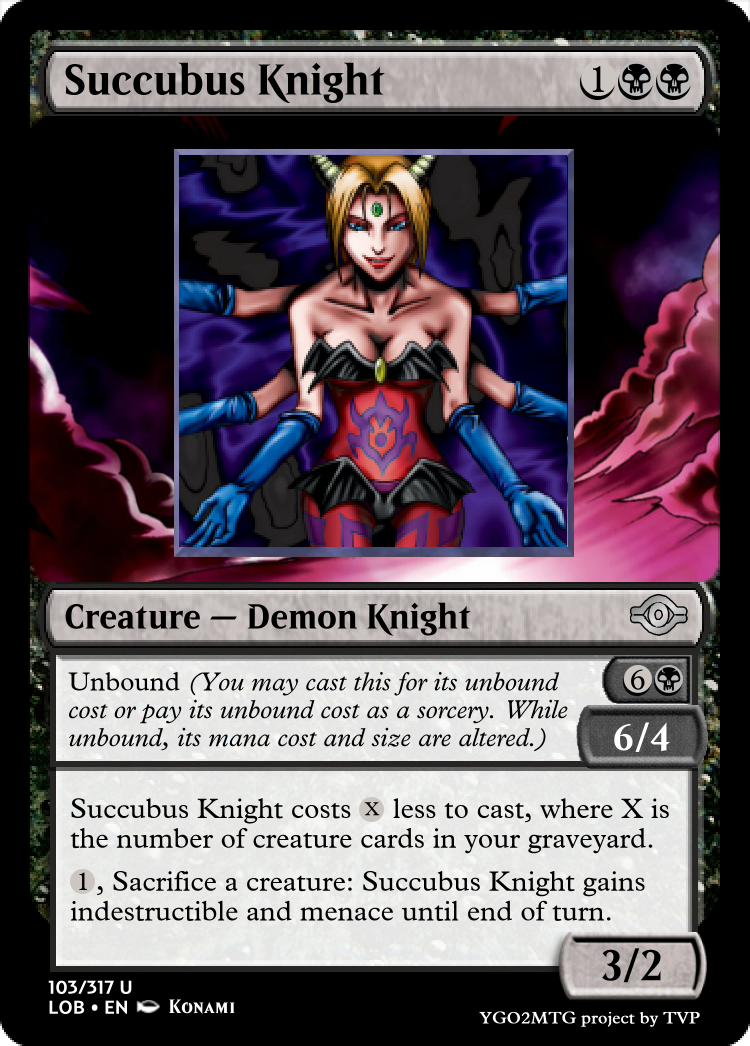 Succubus Knight 1
Creature — Demon Knight
Unbound (You may cast this for its unbound
cost or pay its unbound cost as a sorcery. While
unbound, its mana cost and size are altered.)
6
6/4
Succubus Knight costs X less to cast, where X is
the number of creature cards in your graveyard.
1, Sacrifice a creature: Succubus Knight gains
indestructible and menace until end of turn.
3/2
103/317 U
LOB • EN KONAMI
YGO2MTG project by TVP